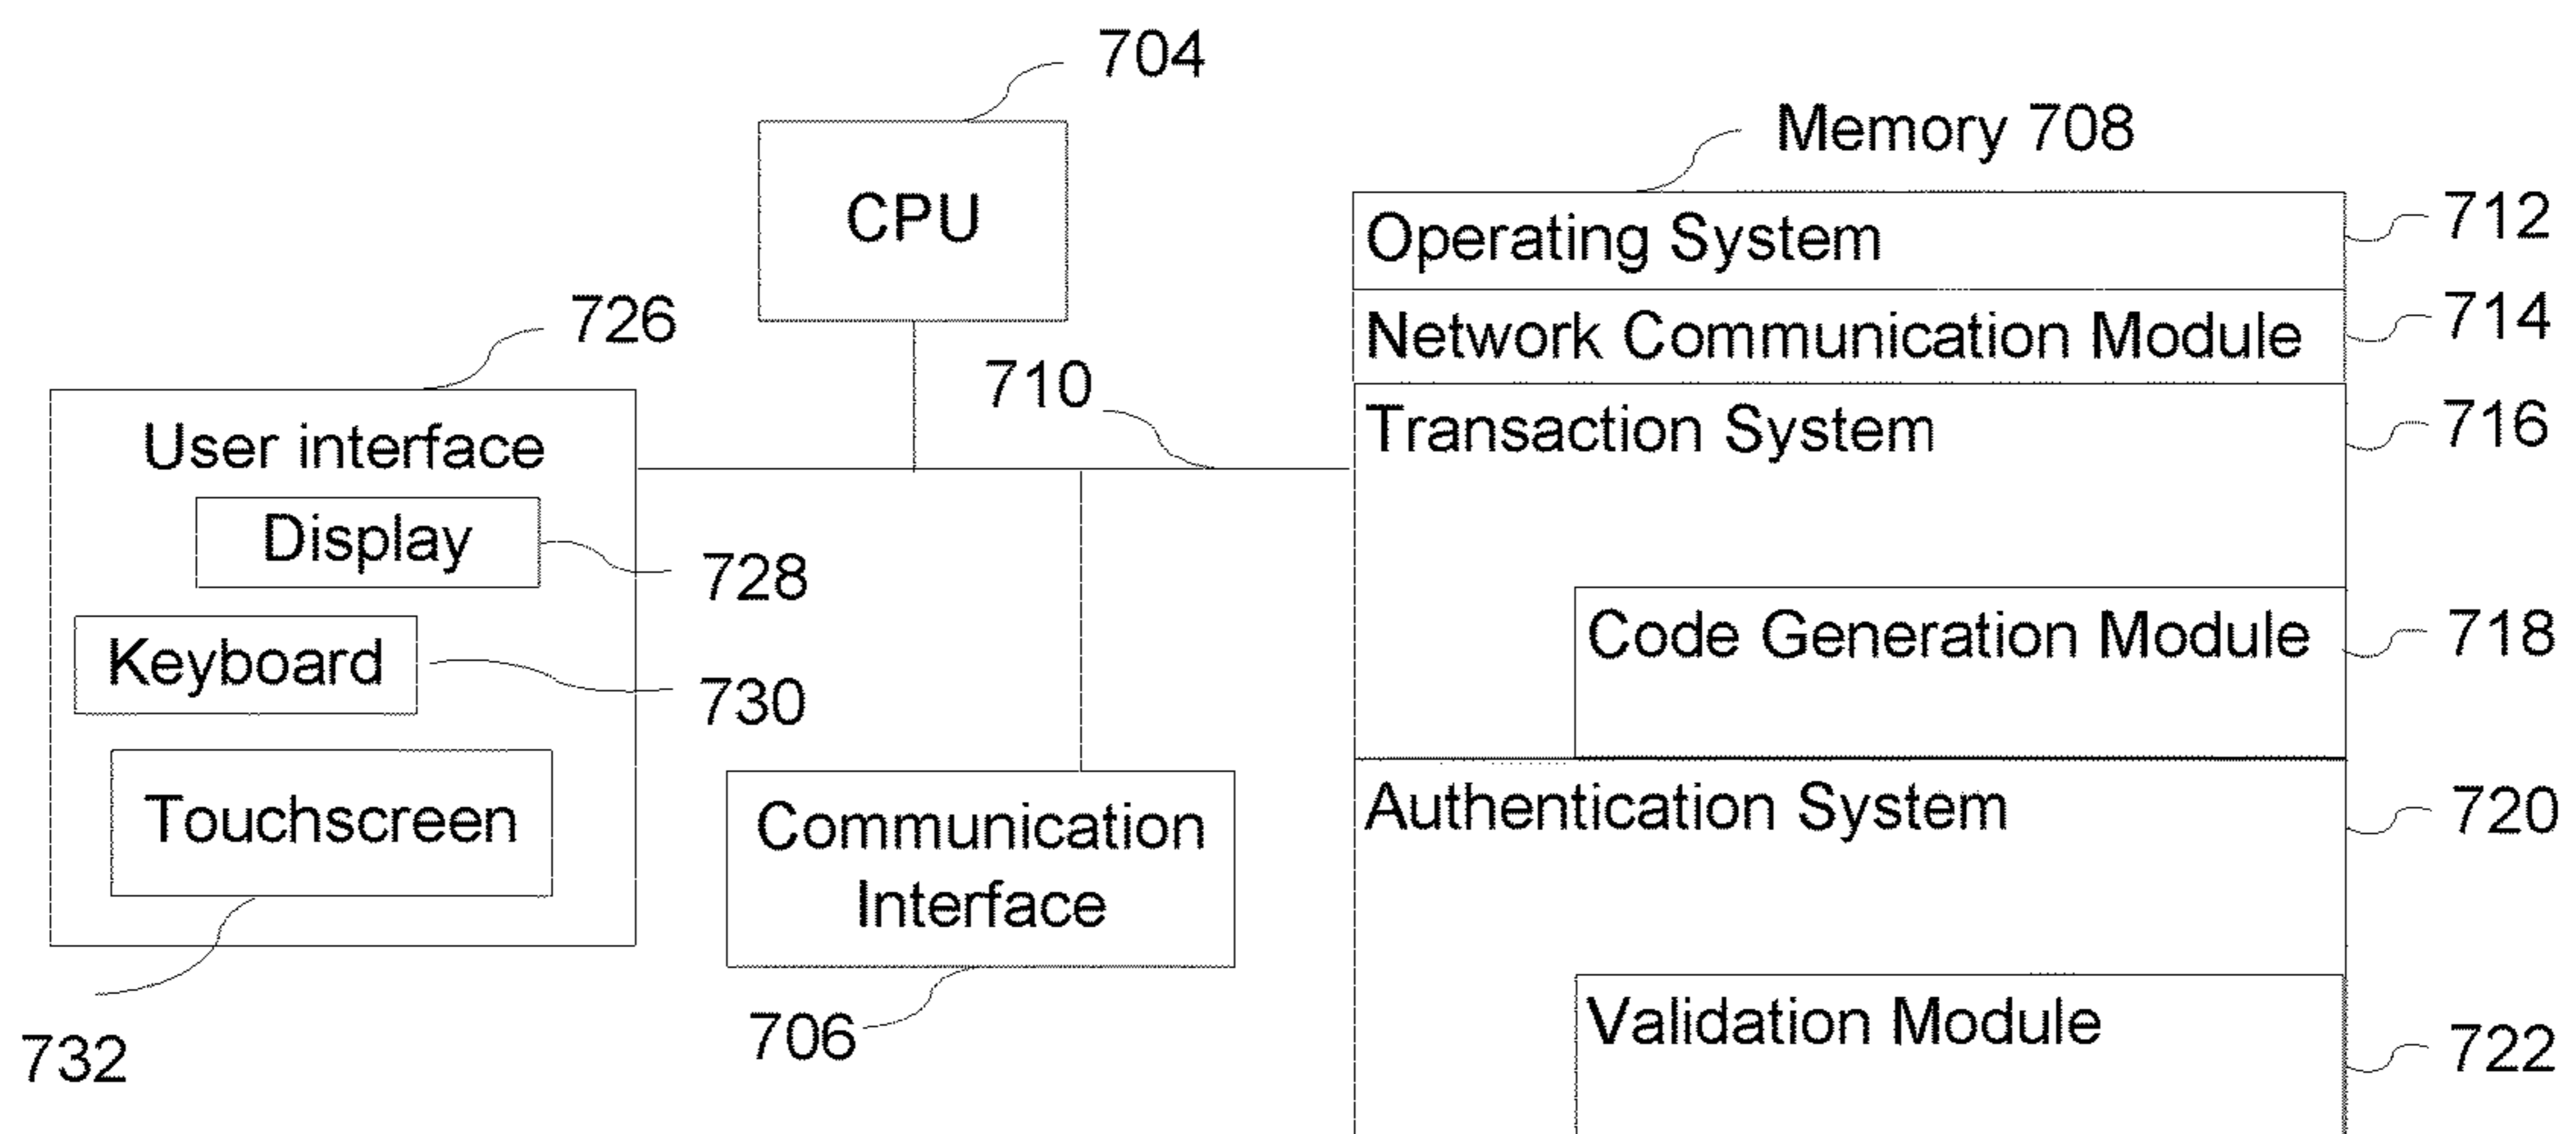 704
CPU
Memory 708
Operating System
712
Network Communication Module
714
Transaction System
716
Code Generation Module
718
Authentication System
720
Validation Module
722
710
726
User interface
Display
728
Keyboard
730
Touchscreen
732
Communication
Interface
706